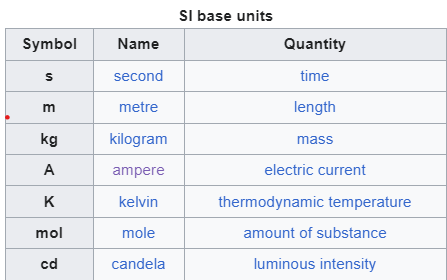 SI base units
Symbol Name Quantity
s second time
m metre length
kg kilogram mass
A ampere electric current
K kelvin thermodynamic temperature
mol mole amount of substance
cd candela luminous intensity